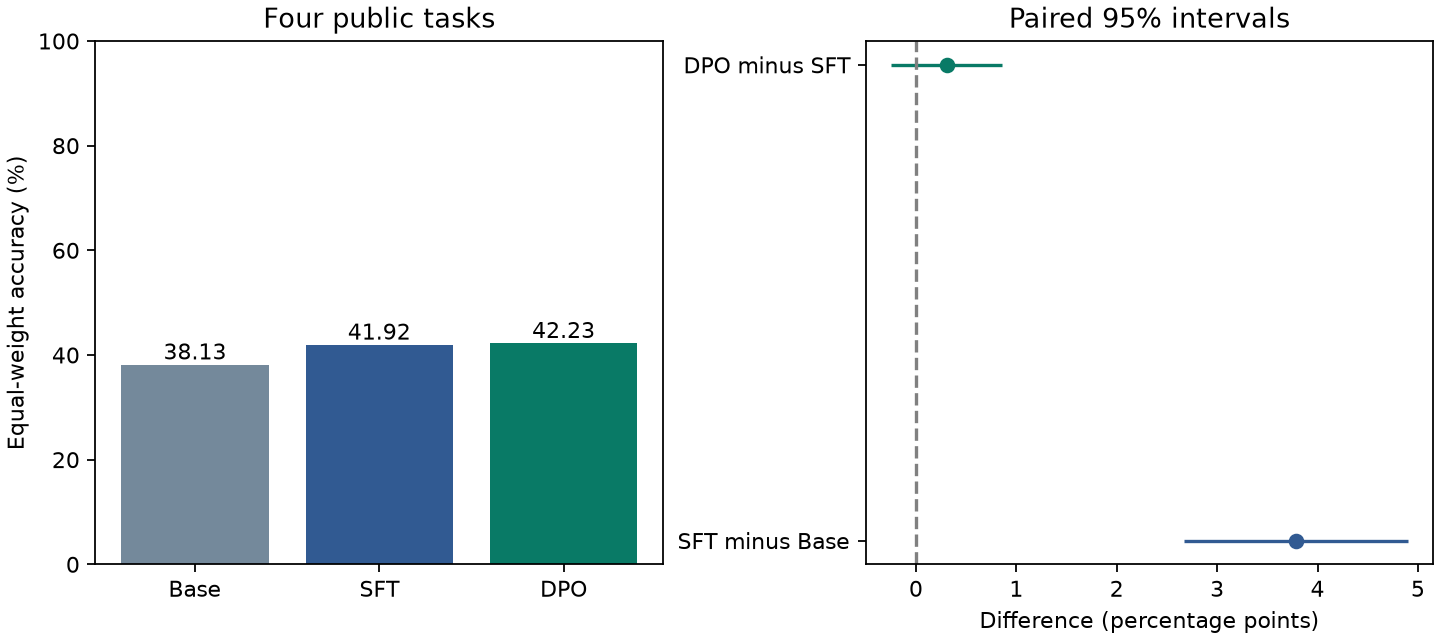 Four public tasks
Equal-weight accuracy (%)
100
80
60
40
20
0
38.13
41.92
42.23
Base
SFT
DPO
Paired 95% intervals
DPO minus SFT
SFT minus Base
0
1
2
3
4
5
Difference (percentage points)